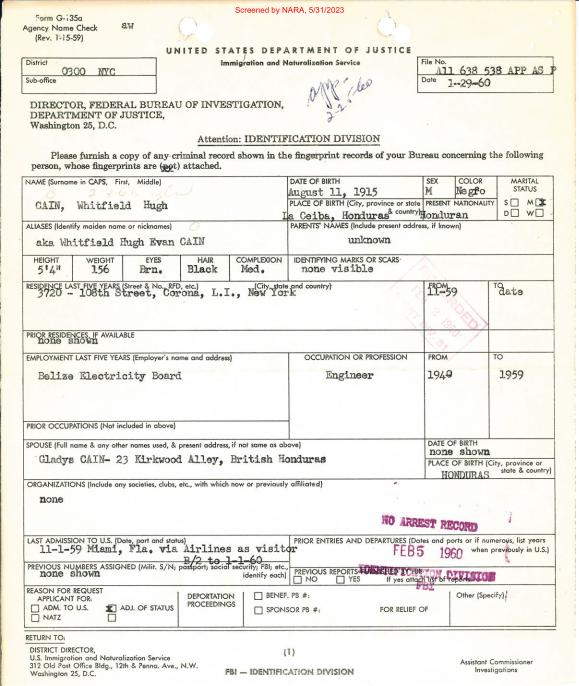 Screened by NARA, 5/31/2023
Form G-135a
Agency Name Check
(Rev. 1-15-59)
UNITED STATES DEPARTMENT OF JUSTICE
Immigration and Naturalization Service
District
0300 NYC
Sub-office
File No.
A11 638 538 APP AS P
Date 1-29-60
app.
2-2-60
DIRECTOR, FEDERAL BUREAU OF INVESTIGATION,
DEPARTMENT OF JUSTICE,
Washington 25, D.C.
Attention: IDENTIFICATION DIVISION
Please furnish a copy of any criminal record shown in the fingerprint records of your Bureau concerning the following
person, whose fingerprints are (not) attached.
NAME (Surname in CAPS, First, Middle)
CAIN, Whitfield Hugh
DATE OF BIRTH
August 11, 1915
SEX
M
COLOR
Negro
MARITAL STATUS
S M X
D W
PLACE OF BIRTH (City, province or state & country)
La Ceiba, Honduras
PRESENT NATIONALITY
Honduran
ALIASES (Identify maiden name or nicknames)
aka Whitfield Hugh Evan CAIN
PARENTS' NAMES (Include present address, if known)
unknown
HEIGHT
5'4"
WEIGHT
156
EYES
Brn.
HAIR
Black
COMPLEXION
Med.
IDENTIFYING MARKS OR SCARS
none visible
RESIDENCE LAST FIVE YEARS (Street & No., RFD, etc.) (City, state and country)
3720 - 108th Street, Corona, L.I., New York
FROM
11-59
TO
date
PRIOR RESIDENCES, IF AVAILABLE
none shown
EMPLOYMENT LAST FIVE YEARS (Employer's name and address)
Belize Electricity Board
OCCUPATION OR PROFESSION
Engineer
FROM
1949
TO
1959
PRIOR OCCUPATIONS (Not included in above)
SPOUSE (Full name & any other names used, & present address, if not same as above)
Gladys CAIN- 23 Kirkwood Alley, British Honduras
DATE OF BIRTH
none shown
PLACE OF BIRTH (City, province or state & country)
HONDURAS
ORGANIZATIONS (Include any societies, clubs, etc., with which now or previously affiliated)
none
NO ARREST RECORD
LAST ADMISSION TO U.S. (Date, port and status)
11-1-59 Miami, Fla. via Airlines as visitor
B/2 to 1-1-60
PRIOR ENTRIES AND DEPARTURES (Dates and ports or if numerous, list years when previously in U.S.)
FEB 5 1960
PREVIOUS NUMBERS ASSIGNED (Milit. S/N; passport; social security; FBI; etc., identify each)
none shown
PREVIOUS REPORTS
NO YES If yes attach list of reports
DIVISION
FBI
REASON FOR REQUEST
APPLICANT FOR:
ADM. TO U.S. X ADJ. OF STATUS
NATZ
DEPORTATION PROCEEDINGS
BENEF. PB #:
SPONSOR PB #: FOR RELIEF OF
Other (Specify)
RETURN TO:
DISTRICT DIRECTOR,
U.S. Immigration and Naturalization Service
312 Old Post Office Bldg., 12th & Penna. Ave., N.W.
Washington 25, D.C.
(1)
FBI — IDENTIFICATION DIVISION
Assistant Commissioner
Investigations